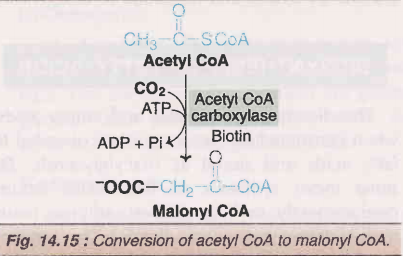 O
CH₃–C–SCoA
Acetyl CoA
CO₂
ATP
Acetyl CoA
carboxylase
Biotin
ADP + Pi
O
⁻OOC–CH₂–C–CoA
Malonyl CoA
Fig. 14.15 : Conversion of acetyl CoA to malonyl CoA.